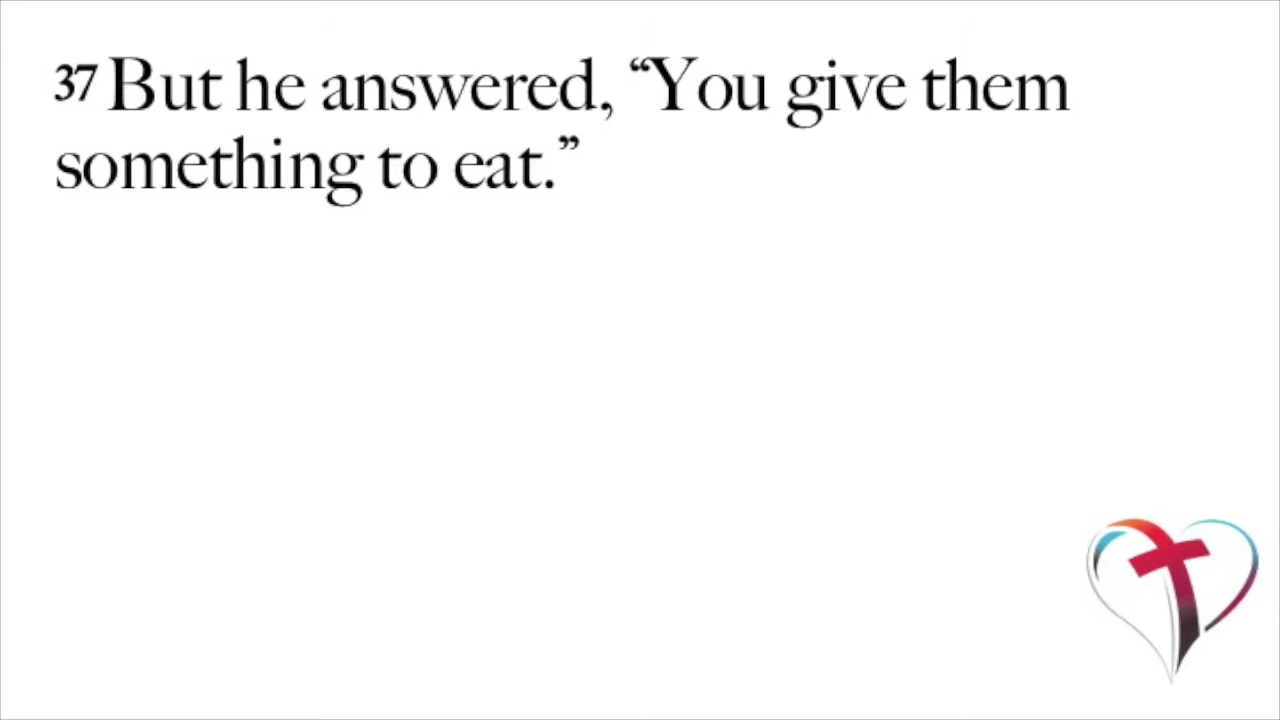 37 But he answered, “You give them
something to eat.”